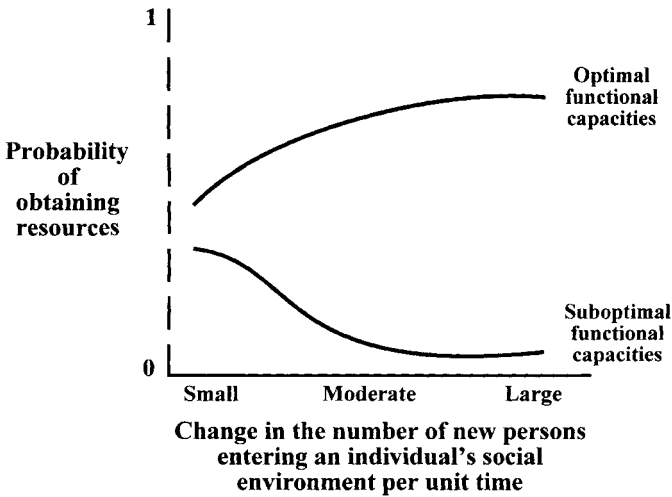 1
Optimal
functional
capacities
Probability
of
obtaining
resources
Suboptimal
functional
capacities
0
Small Moderate Large
Change in the number of new persons
entering an individual's social
environment per unit time